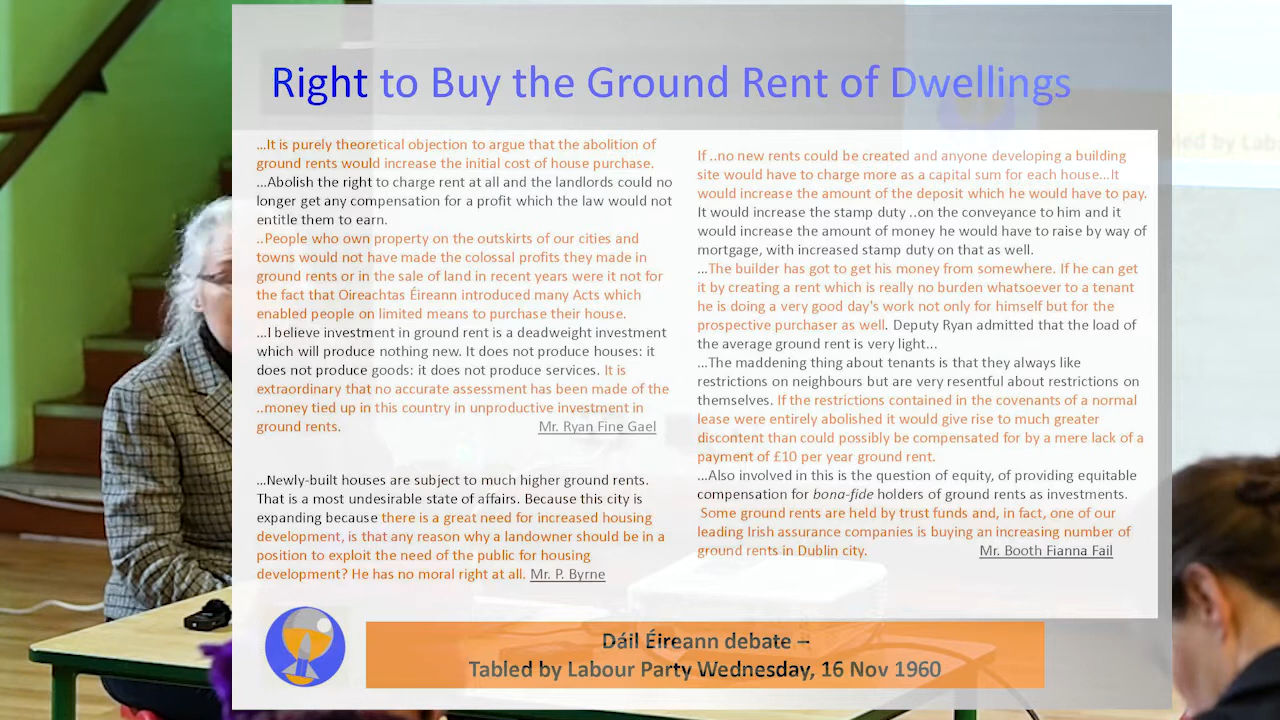 Right to Buy the Ground Rent of Dwellings
...It is purely theoretical objection to argue that the abolition of
ground rents would increase the initial cost of house purchase.
...Abolish the right to charge rent at all and the landlords could no
longer get any compensation for a profit which the law would not
entitle them to earn.
..People who own property on the outskirts of our cities and
towns would not have made the colossal profits they made in
ground rents or in the sale of land in recent years were it not for
the fact that Oireachtas Éireann introduced many Acts which
enabled people on limited means to purchase their house.
...I believe investment in ground rent is a deadweight investment
which will produce nothing new. It does not produce houses: it
does not produce goods: it does not produce services. It is
extraordinary that no accurate assessment has been made of the
..money tied up in this country in unproductive investment in
ground rents. Mr. Ryan Fine Gael
...Newly-built houses are subject to much higher ground rents.
That is a most undesirable state of affairs. Because this city is
expanding because there is a great need for increased housing
development, is that any reason why a landowner should be in a
position to exploit the need of the public for housing
development? He has no moral right at all. Mr. P. Byrne
If ..no new rents could be created and anyone developing a building
site would have to charge more as a capital sum for each house...It
would increase the amount of the deposit which he would have to pay.
It would increase the stamp duty ..on the conveyance to him and it
would increase the amount of money he would have to raise by way of
mortgage, with increased stamp duty on that as well.
...The builder has got to get his money from somewhere. If he can get
it by creating a rent which is really no burden whatsoever to a tenant
he is doing a very good day's work not only for himself but for the
prospective purchaser as well. Deputy Ryan admitted that the load of
the average ground rent is very light...
...The maddening thing about tenants is that they always like
restrictions on neighbours but are very resentful about restrictions on
themselves. If the restrictions contained in the covenants of a normal
lease were entirely abolished it would give rise to much greater
discontent than could possibly be compensated for by a mere lack of a
payment of £10 per year ground rent.
...Also involved in this is the question of equity, of providing equitable
compensation for bona-fide holders of ground rents as investments.
Some ground rents are held by trust funds and, in fact, one of our
leading Irish assurance companies is buying an increasing number of
ground rents in Dublin city. Mr. Booth Fianna Fail
Dáil Éireann debate –
Tabled by Labour Party Wednesday, 16 Nov 1960